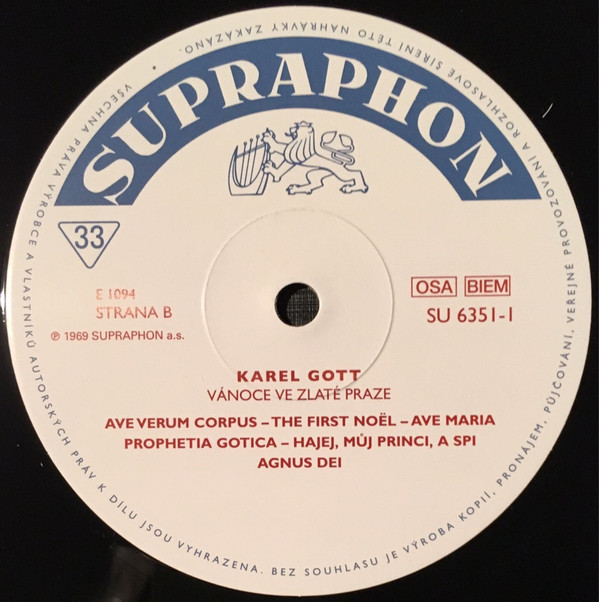 VŠECHNA PRÁVA VÝROBCE A VLASTNÍKŮ AUTORSKÝCH PRÁV K DÍLU JSOU VYHRAZENA. BEZ SOUHLASU JE VÝROBA KOPIÍ, PRONÁJEM, PŮJČOVÁNÍ, VEŘEJNÉ PROVOZOVÁNÍ A ROZHLASOVÉ ŠÍŘENÍ TÉTO NAHRÁVKY ZAKÁZÁNO. •
SUPRAPHON
33
OSA BIEM
E 1094
STRANA B
SU 6351-1
℗ 1969 SUPRAPHON a.s.
KAREL GOTT
VÁNOCE VE ZLATÉ PRAZE
AVE VERUM CORPUS – THE FIRST NOËL – AVE MARIA
PROPHETIA GOTICA – HAJEJ, MŮJ PRINCI, A SPI
AGNUS DEI